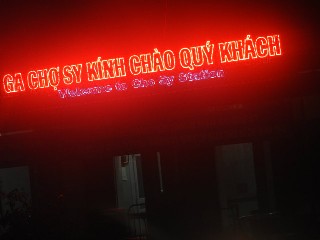 GA CHỢ SY KÍNH CHÀO QUÝ KHÁCH
Welcome to Cho Sy Station